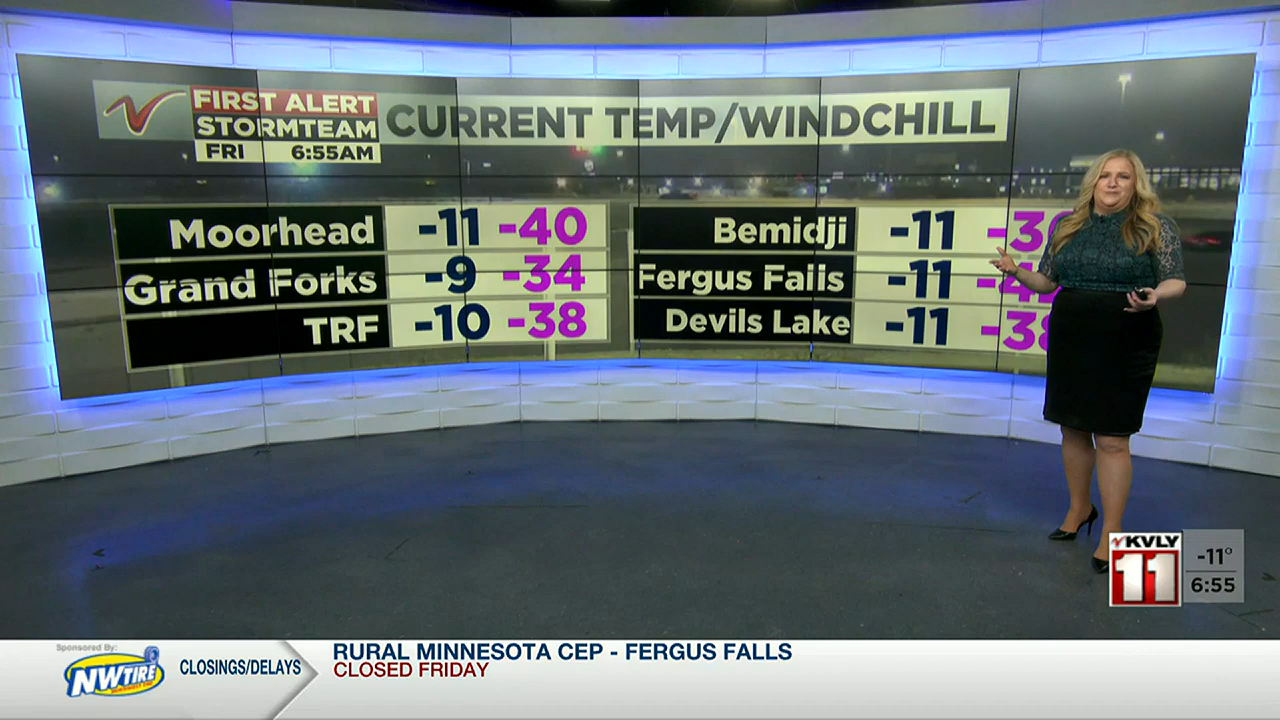 FIRST ALERT
STORMTEAM
FRI 6:55AM
CURRENT TEMP/WINDCHILL
Moorhead -11 -40
Grand Forks -9 -34
TRF -10 -38
Bemidji -11
Fergus Falls -11
Devils Lake -11 -38
KVLY
11
-11°
6:55
Sponsored By:
NWTIRE
CLOSINGS/DELAYS
RURAL MINNESOTA CEP - FERGUS FALLS
CLOSED FRIDAY